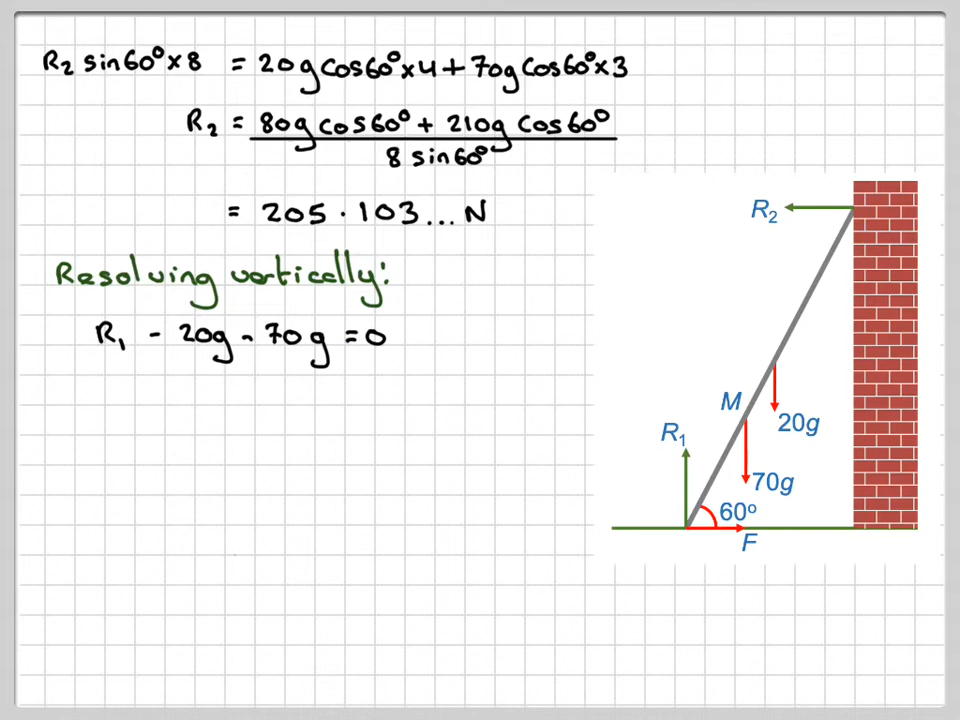 R₂ sin60° × 8 = 20g cos60° × 4 + 70g cos60° × 3
R₂ = 80g cos60° + 210g cos60°
8 sin60°
= 205.103... N
Resolving vertically:
R₁ - 20g - 70g = 0
R₂
M
20g
R₁
70g
60°
F